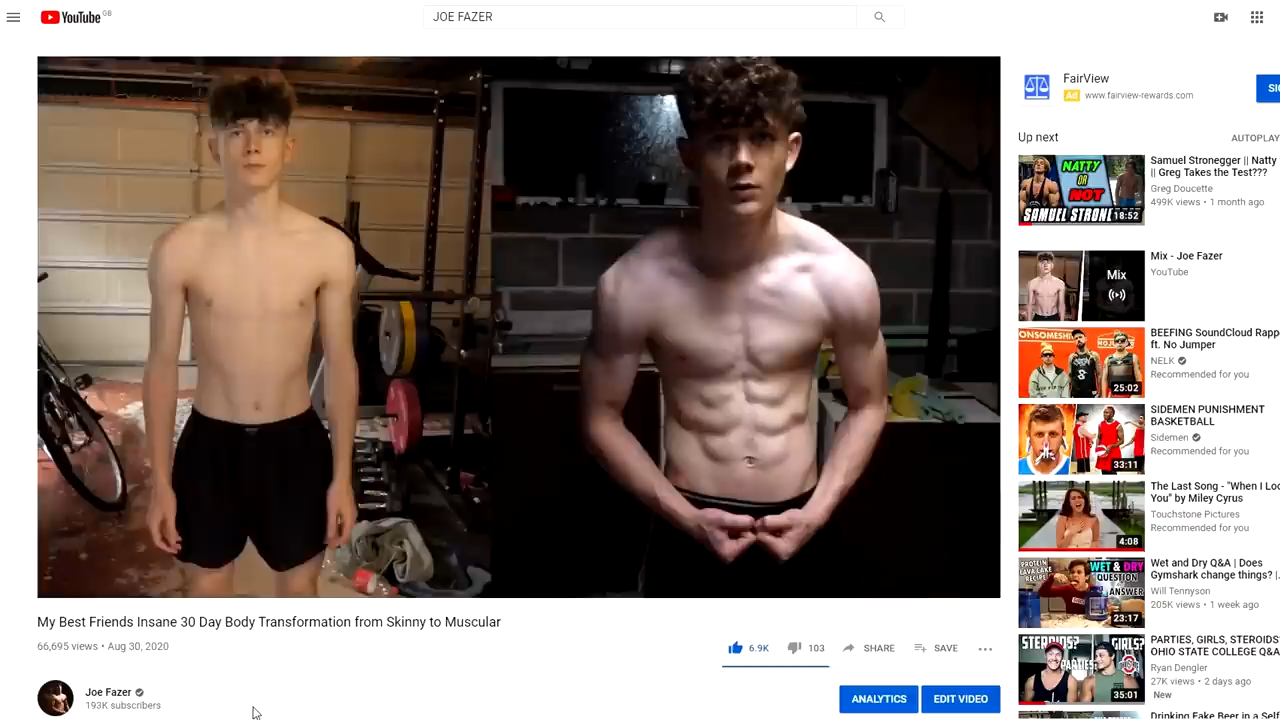 YouTube GB
JOE FAZER
FairView
Ad www.fairview-rewards.com
Up next
AUTOPLAY
NATTY
OR
NOT
SAMUEL STRONE
18:52
Samuel Stronegger || Natty
|| Greg Takes the Test???
Greg Doucette
499K views • 1 month ago
Mix
Mix - Joe Fazer
YouTube
25:02
BEEFING SoundCloud Rapp
ft. No Jumper
NELK
Recommended for you
33:11
SIDEMEN PUNISHMENT
BASKETBALL
Sidemen
Recommended for you
4:08
The Last Song - "When I Loo
You" by Miley Cyrus
Touchstone Pictures
Recommended for you
PROTEIN
LAVA CAKE
RECIPE!
WET & DRY
QUESTION
ANSWER
23:17
Wet and Dry Q&A | Does
Gymshark change things? |.
Will Tennyson
205K views • 1 week ago
STEROIDS?
GIRLS?
PARTIES?
35:01
PARTIES, GIRLS, STEROIDS
OHIO STATE COLLEGE Q&A
Ryan Dengler
27K views • 2 days ago
New
Drinking Fake Beer in a Self
My Best Friends Insane 30 Day Body Transformation from Skinny to Muscular
66,695 views • Aug 30, 2020
6.9K
103
SHARE
SAVE
Joe Fazer
193K subscribers
ANALYTICS
EDIT VIDEO